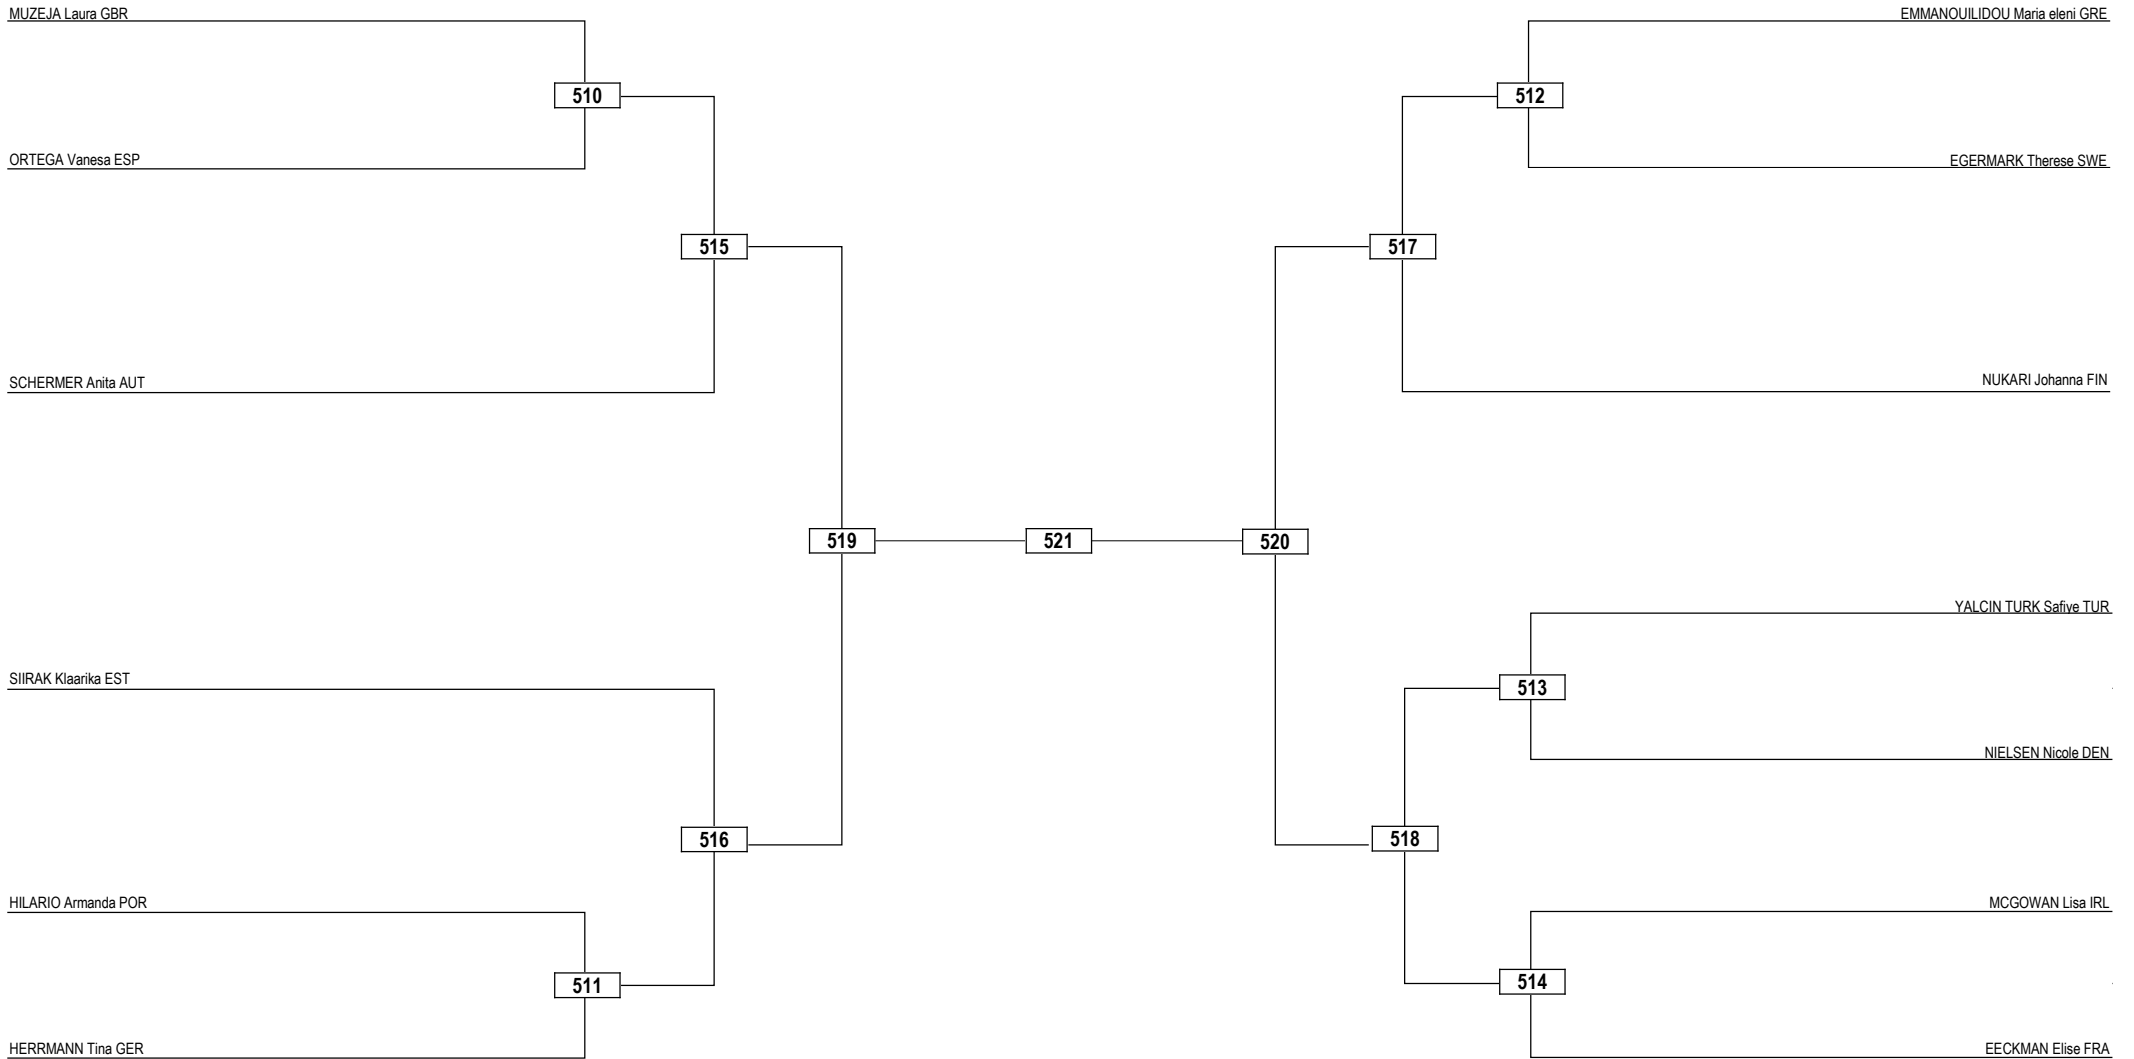 MUZEJA Laura GBR
EMMANOUILIDOU Maria eleni GRE
510
512
ORTEGA Vanesa ESP
EGERMARK Therese SWE
515
517
SCHERMER Anita AUT
NUKARI Johanna FIN
519
521
520
YALCIN TURK Safiye TUR
SIIRAK Klaarika EST
513
NIELSEN Nicole DEN
516
518
HILARIO Armanda POR
MCGOWAN Lisa IRL
511
514
HERRMANN Tina GER
EECKMAN Elise FRA